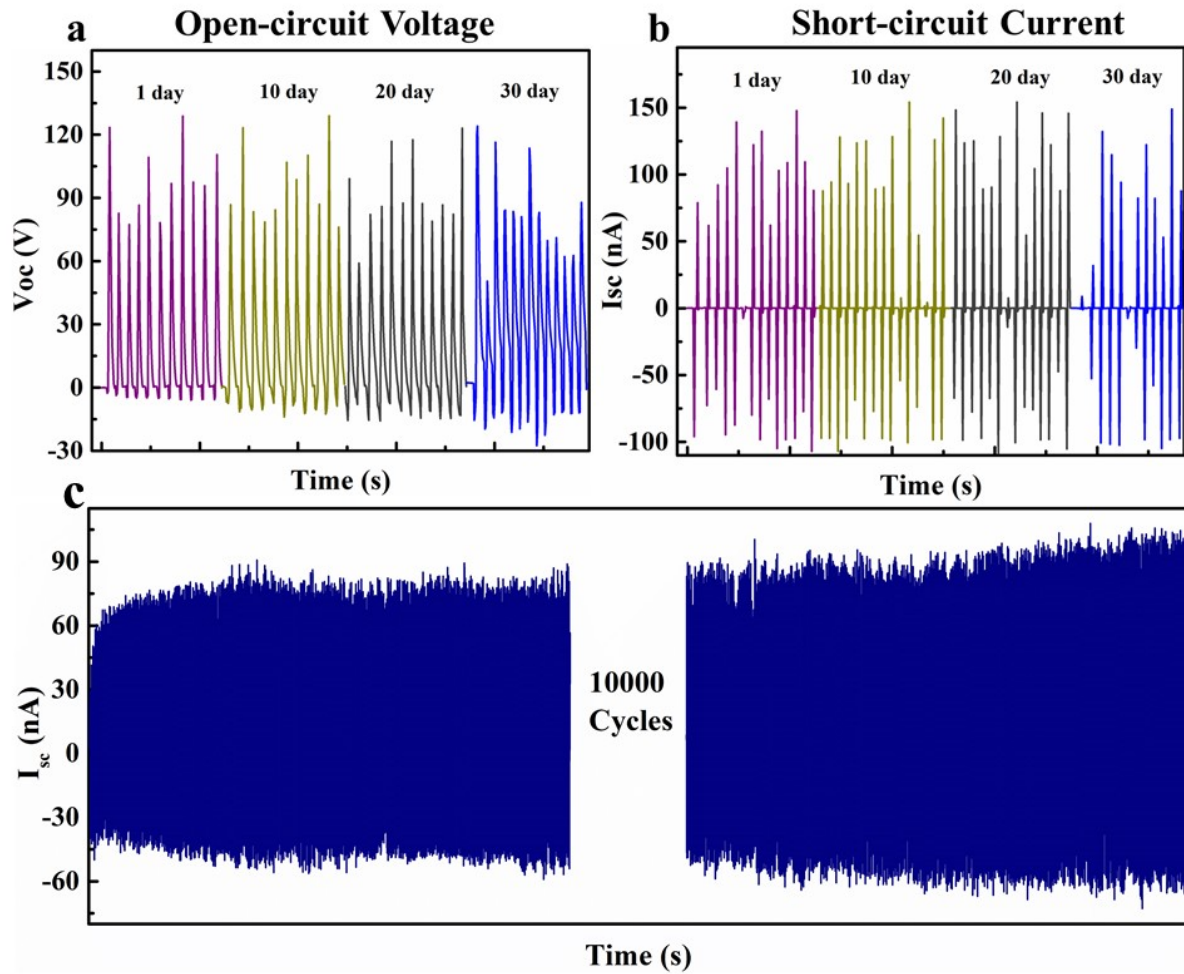 a Open-circuit Voltage
150
120
90
60
30
0
-30
Voc (V)
1 day 10 day 20 day 30 day
Time (s)
b Short-circuit Current
150
100
50
0
-50
-100
Isc (nA)
1 day 10 day 20 day 30 day
Time (s)
c
90
60
30
0
-30
-60
Isc (nA)
10000
Cycles
Time (s)